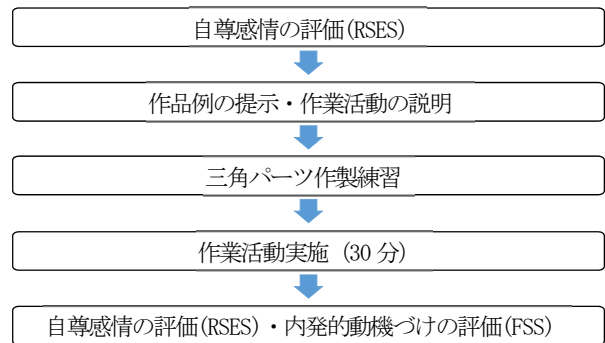 自尊感情の評価(RSES)
作品例の提示・作業活動の説明
三角パーツ作製練習
作業活動実施 (30 分)
自尊感情の評価(RSES)・内発的動機づけの評価(FSS)